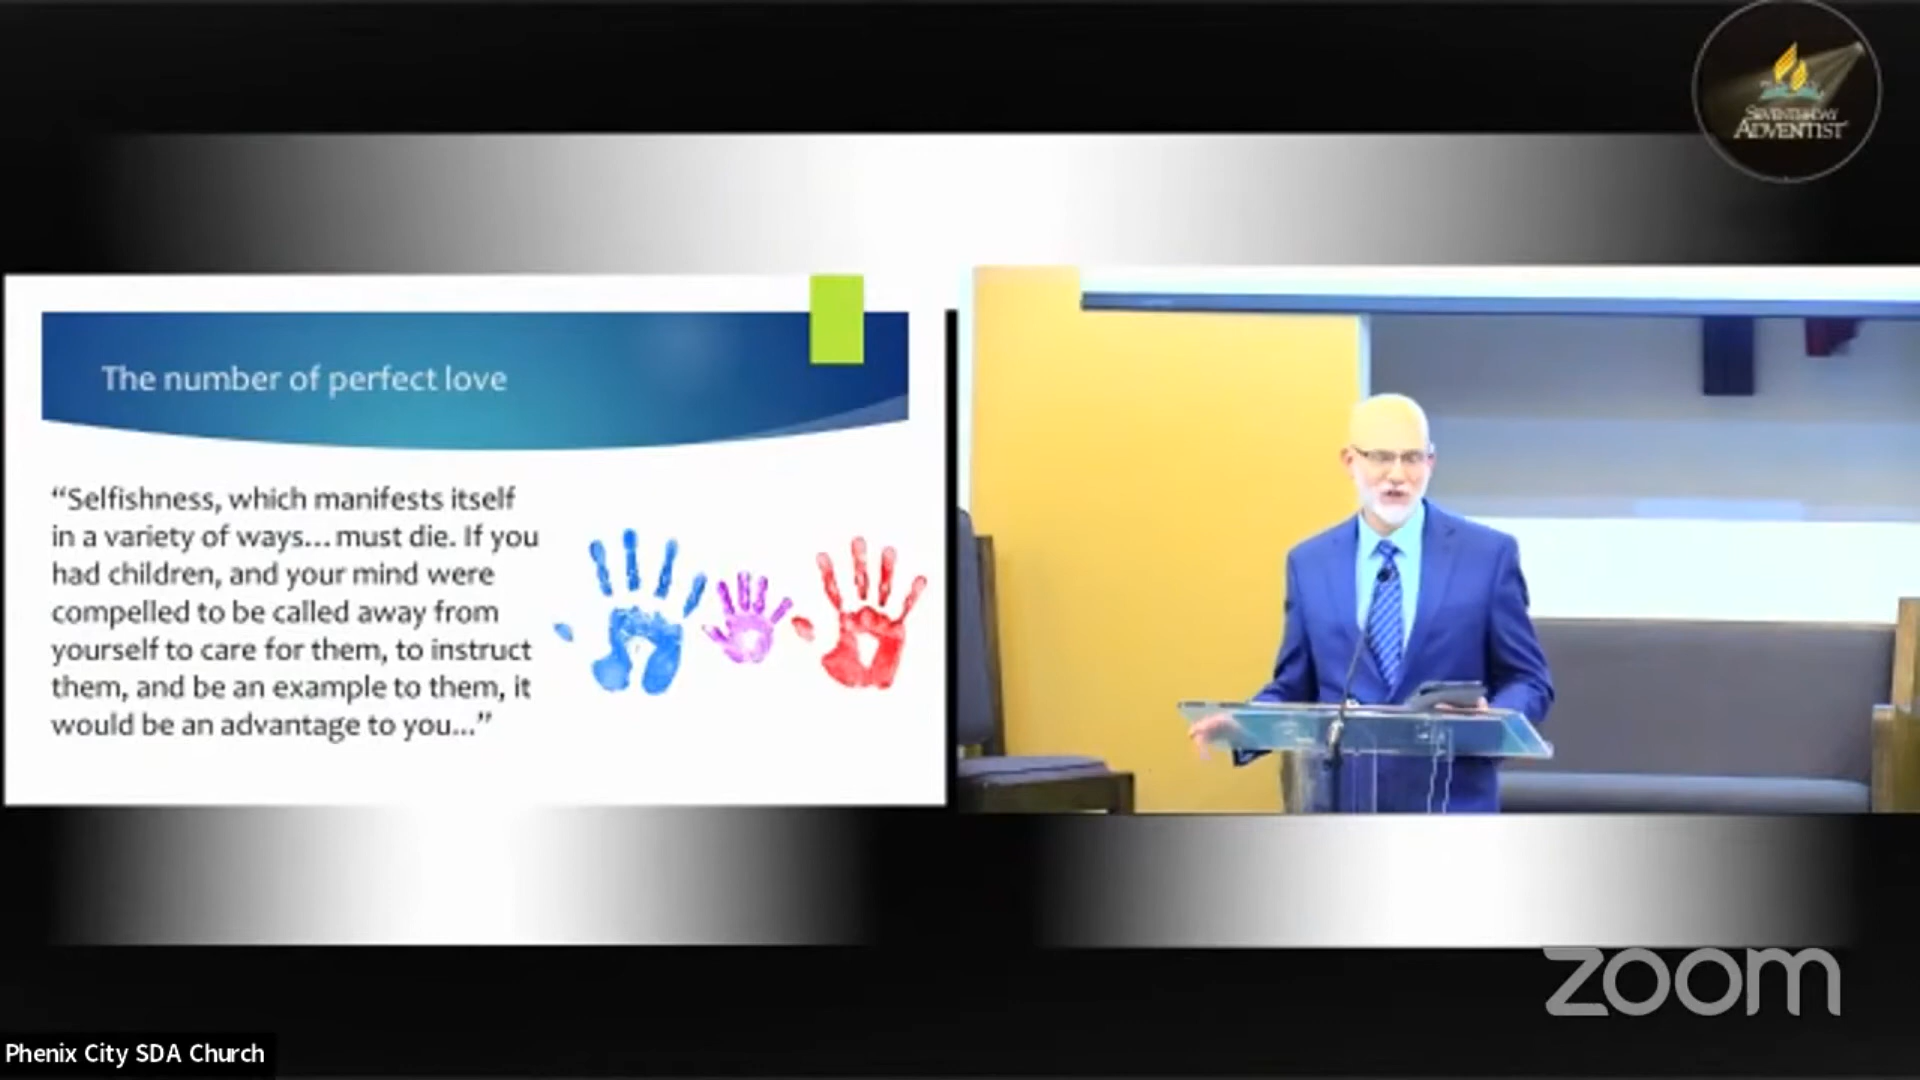 SEVENTH-DAY
ADVENTIST
The number of perfect love
“Selfishness, which manifests itself
in a variety of ways...must die. If you
had children, and your mind were
compelled to be called away from
yourself to care for them, to instruct
them, and be an example to them, it
would be an advantage to you...”
zoom
Phenix City SDA Church